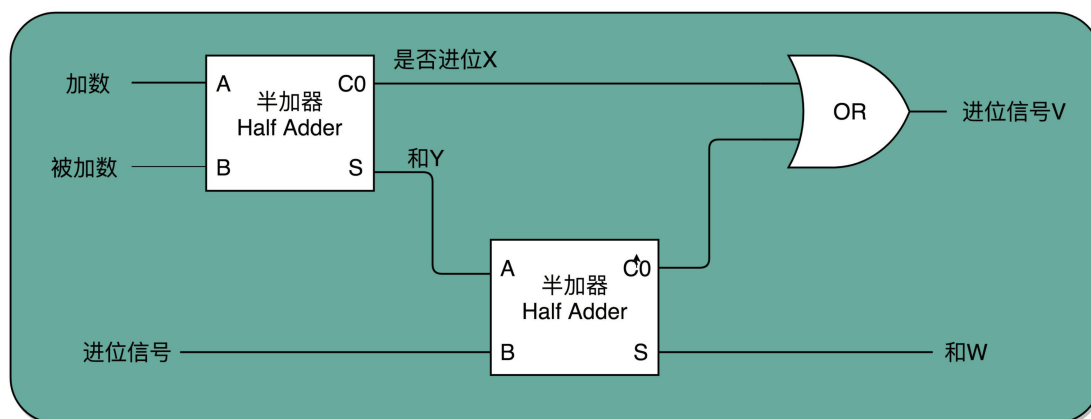 加数
被加数
A
B
半加器
Half Adder
C0
S
是否进位X
和Y
OR
进位信号V
进位信号
A
B
半加器
Half Adder
C0
S
和W